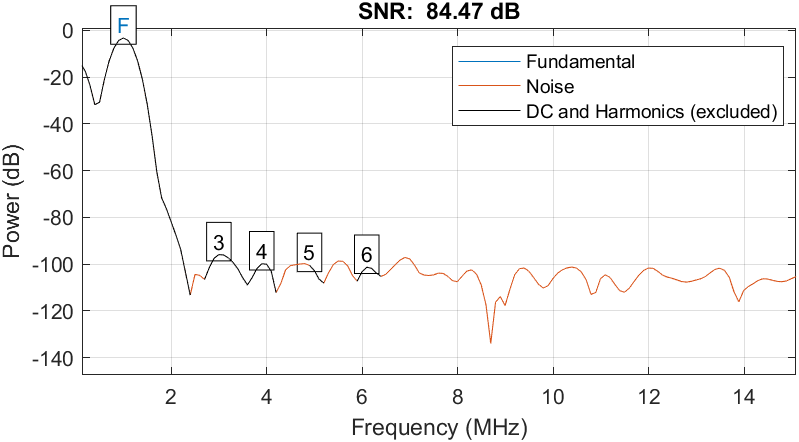 SNR: 84.47 dB
F
Fundamental
Noise
DC and Harmonics (excluded)
3
4
5
6
0
-20
-40
-60
-80
-100
-120
-140
Power (dB)
2 4 6 8 10 12 14
Frequency (MHz)